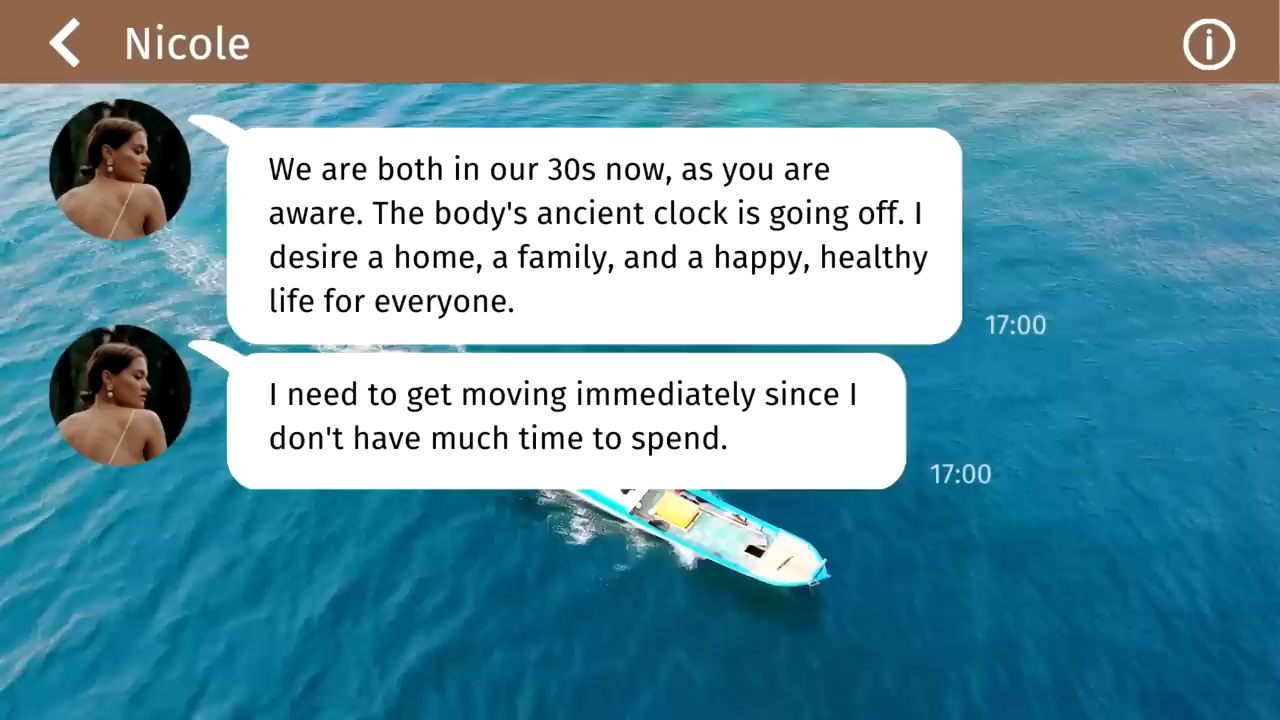 Nicole
We are both in our 30s now, as you are
aware. The body's ancient clock is going off. I
desire a home, a family, and a happy, healthy
life for everyone.
17:00
I need to get moving immediately since I
don't have much time to spend.
17:00